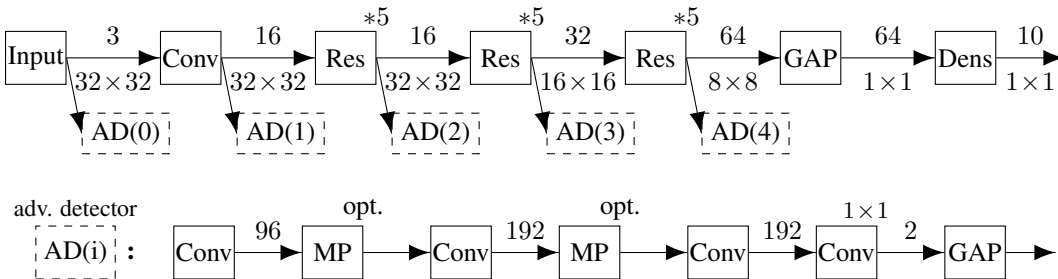 *5 *5 *5
3 16 16 32 64 64 10
Input Conv Res Res Res GAP Dens
32×32 32×32 32×32 16×16 8×8 1×1 1×1
AD(0) AD(1) AD(2) AD(3) AD(4)
adv. detector opt. opt. 1×1
96 192 192 2
AD(i) : Conv MP Conv MP Conv Conv GAP